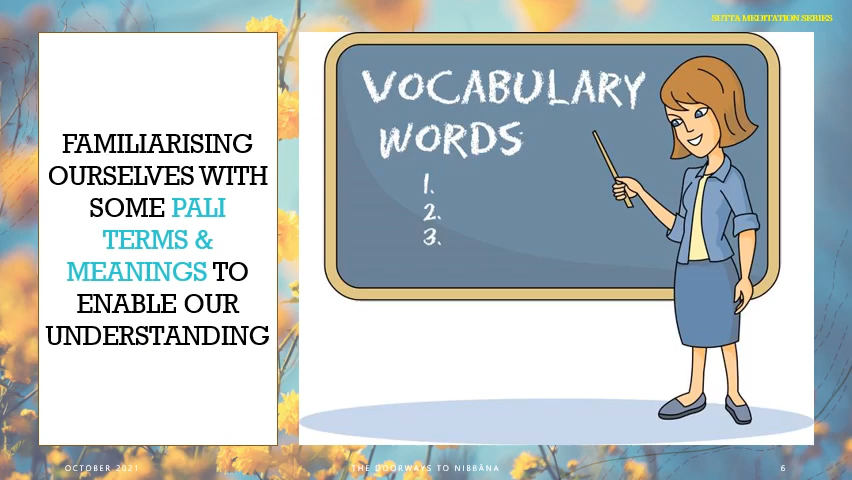 SUTTA MEDITATION SERIES
FAMILIARISING
OURSELVES WITH
SOME PALI
TERMS &
MEANINGS TO
ENABLE OUR
UNDERSTANDING
VOCABULARY
WORDS
1.
2.
3.
OCTOBER 2021
THE DOORWAYS TO NIBBĀNA
6